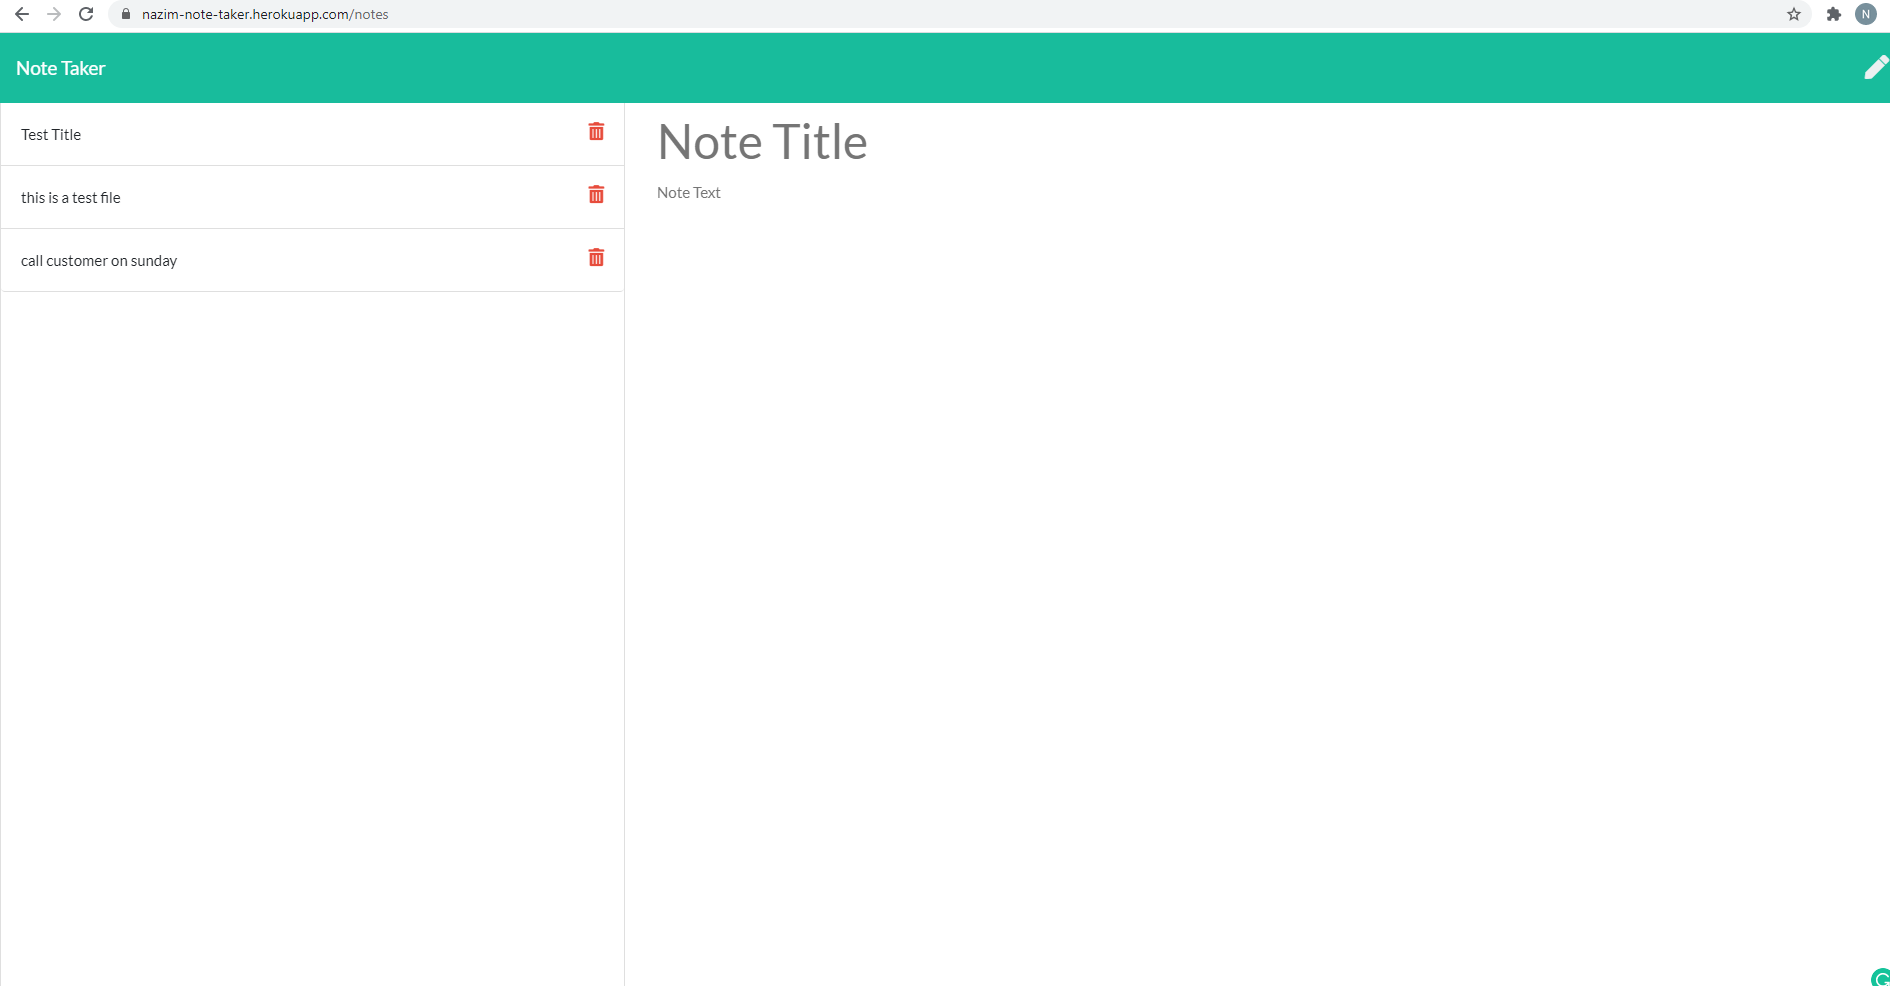 nazim-note-taker.herokuapp.com/notes
N
Note Taker
Test Title
this is a test file
call customer on sunday
Note Title
Note Text